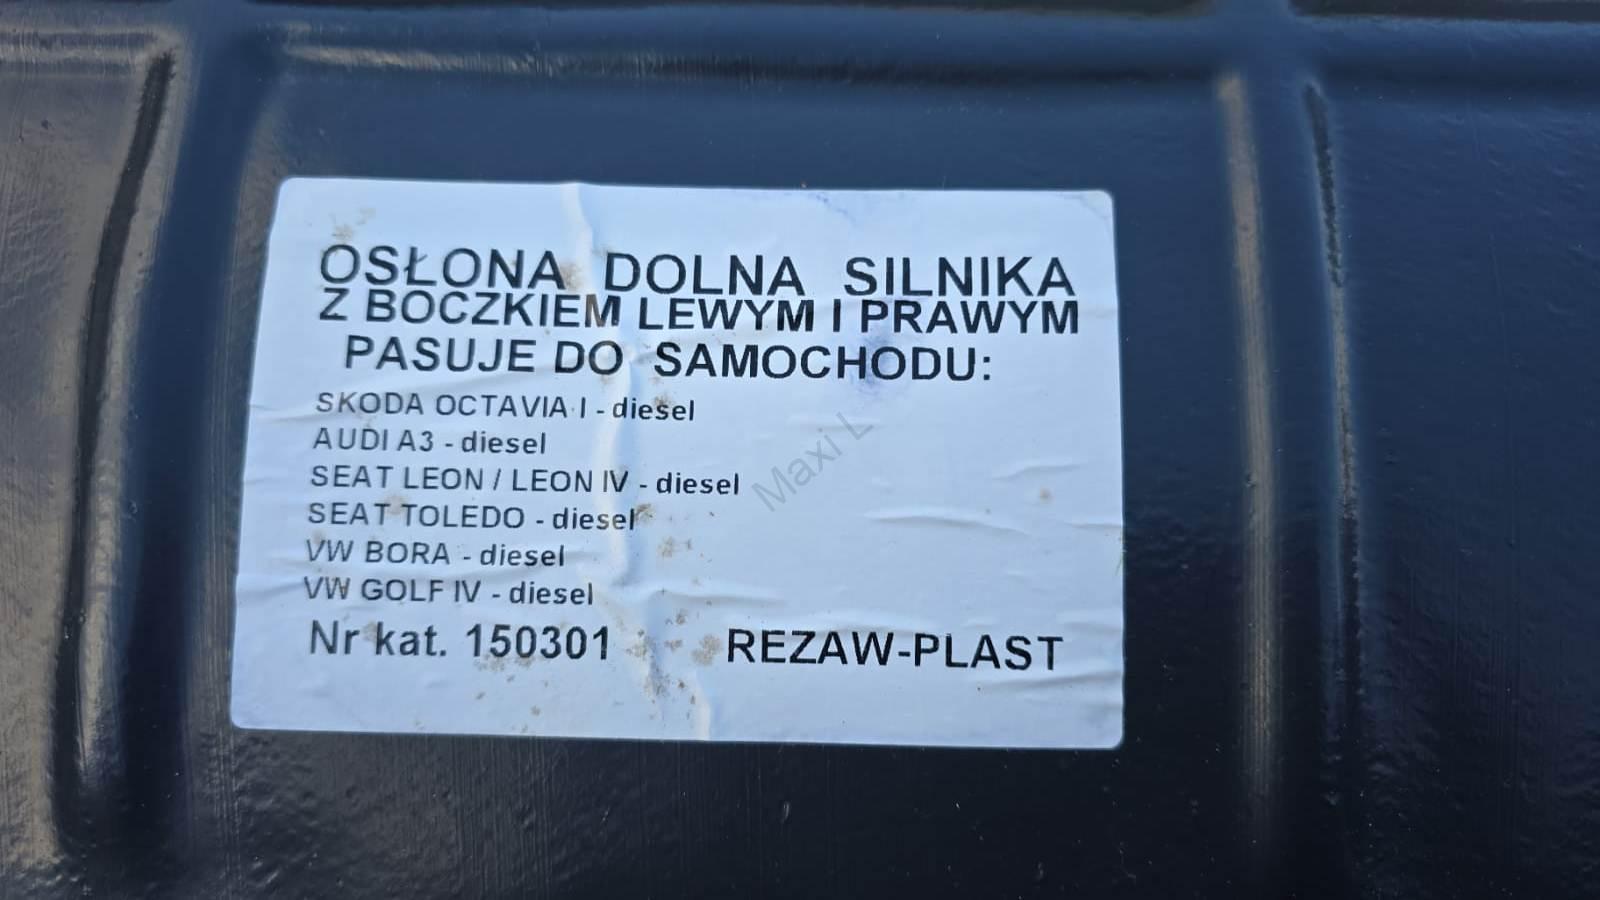 OSŁONA DOLNA SILNIKA
Z BOCZKIEM LEWYM I PRAWYM
PASUJE DO SAMOCHODU:
SKODA OCTAVIA I - diesel
AUDI A3 - diesel
SEAT LEON / LEON IV - diesel
SEAT TOLEDO - diesel
VW BORA - diesel
VW GOLF IV - diesel
Nr kat. 150301 REZAW-PLAST
Maxi L